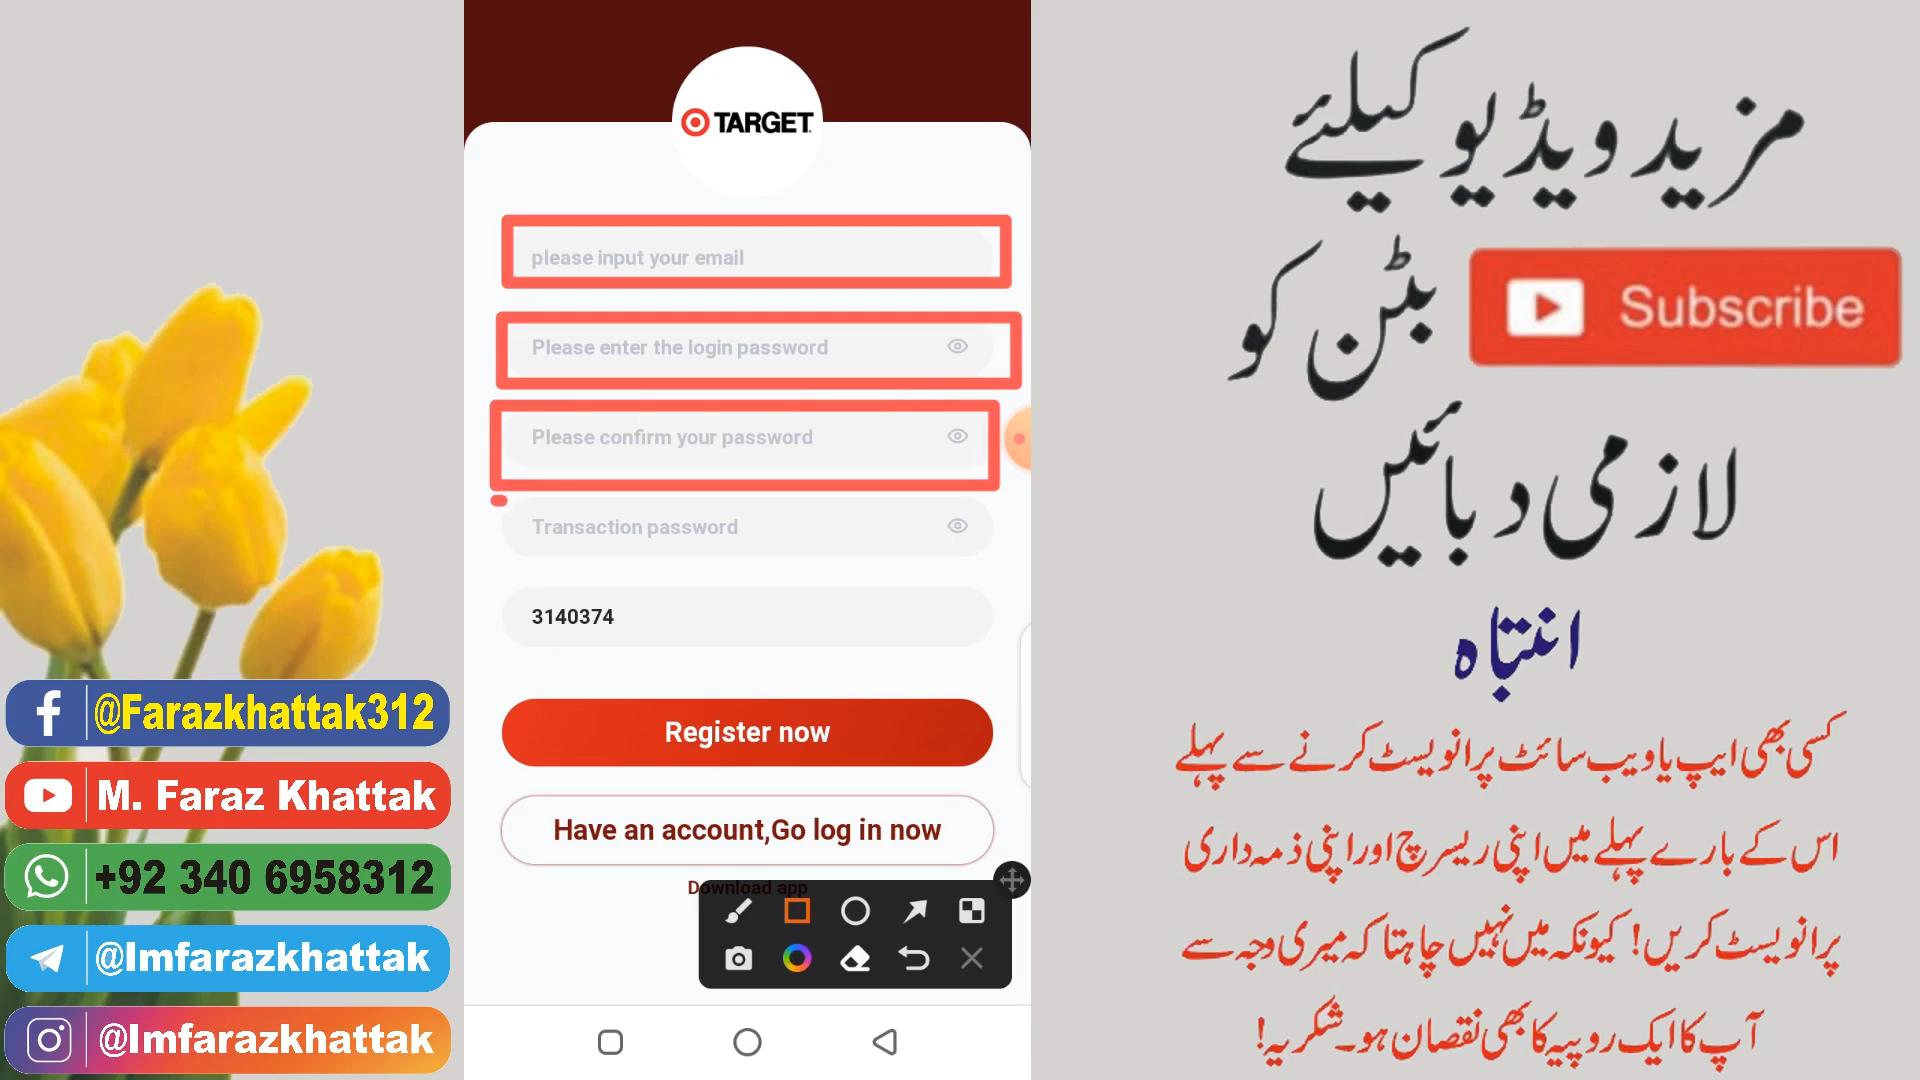 TARGET
please input your email
Please enter the login password
Please confirm your password
Transaction password
3140374
Register now
Have an account,Go log in now
Download app
@Farazkhattak312
M. Faraz Khattak
+92 340 6958312
@Imfarazkhattak
@Imfarazkhattak
مزید ویڈیو کیلئے
Subscribe بٹن کو
لازمی دبائیں
انتباہ
کسی بھی ایپ یا ویب سائٹ پر انویسٹ کرنے سے پہلے
اس کے بارے پہلے میں اپنی ریسرچ اور اپنی ذمہ داری
پر انویسٹ کریں! کیونکہ میں نہیں چاہتا کہ میری وجہ سے
آپ کا ایک روپیہ کا بھی نقصان ہو۔ شکریہ!